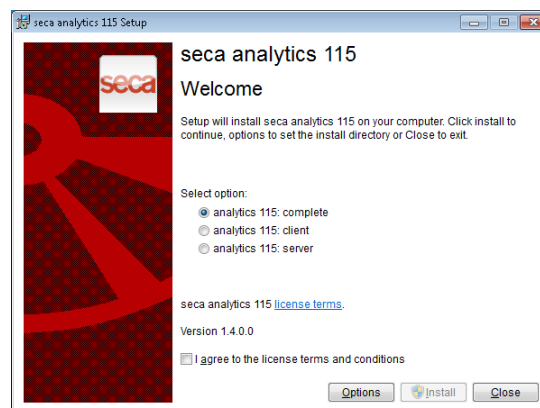 seca analytics 115 Setup
seca
seca analytics 115
Welcome
Setup will install seca analytics 115 on your computer. Click install to
continue, options to set the install directory or Close to exit.
Select option:
analytics 115: complete
analytics 115: client
analytics 115: server
seca analytics 115 license terms.
Version 1.4.0.0
I agree to the license terms and conditions
Options Install Close